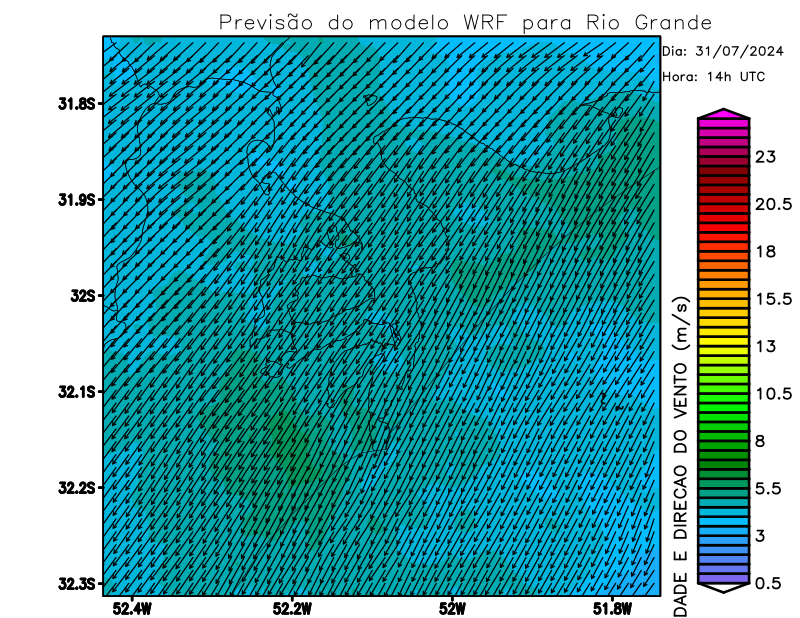 Previsão do modelo WRF para Rio Grande
Dia: 31/07/2024
Hora: 14h UTC
31.8S
31.9S
32S
32.1S
32.2S
32.3S
52.4W
52.2W
52W
51.8W
23
20.5
18
15.5
13
10.5
8
5.5
3
0.5
DADE E DIRECAO DO VENTO (m/s)